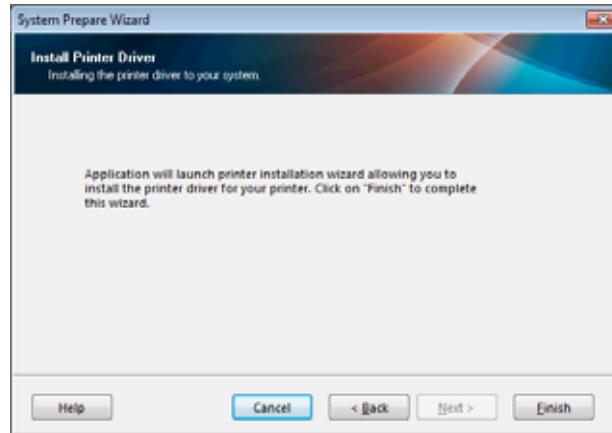 System Prepare Wizard
Install Printer Driver
Installing the printer driver to your system.
Application will launch printer installation wizard allowing you to
install the printer driver for your printer. Click on "Finish" to complete
this wizard.
Help
Cancel
< Back
Next >
Finish